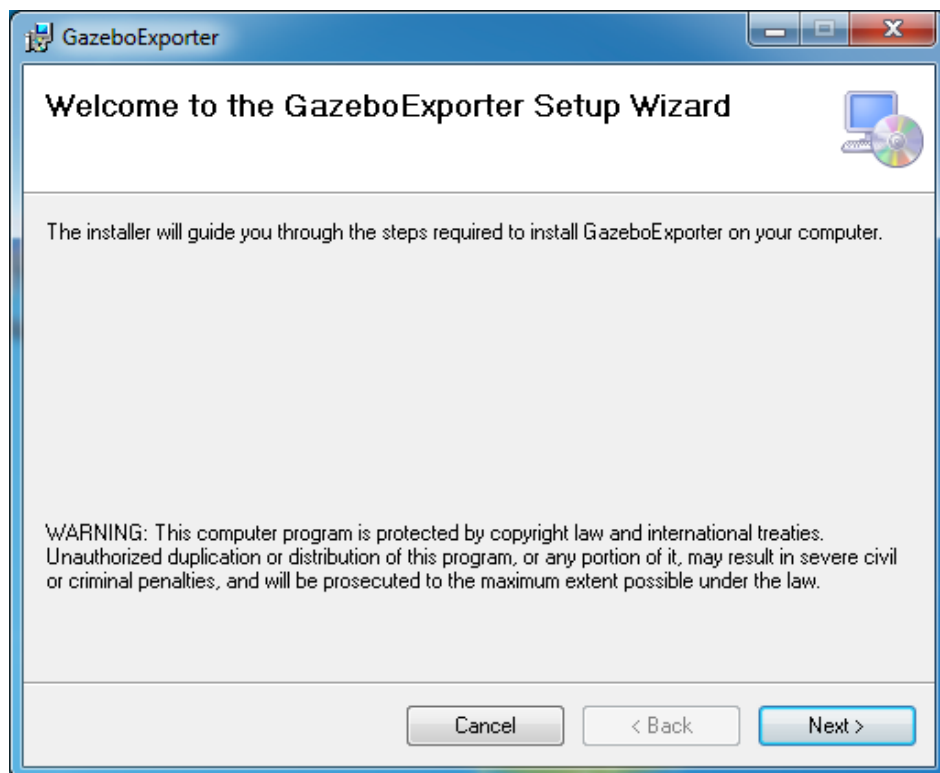 GazeboExporter
Welcome to the GazeboExporter Setup Wizard
The installer will guide you through the steps required to install GazeboExporter on your computer.
WARNING: This computer program is protected by copyright law and international treaties.
Unauthorized duplication or distribution of this program, or any portion of it, may result in severe civil
or criminal penalties, and will be prosecuted to the maximum extent possible under the law.
Cancel < Back Next >